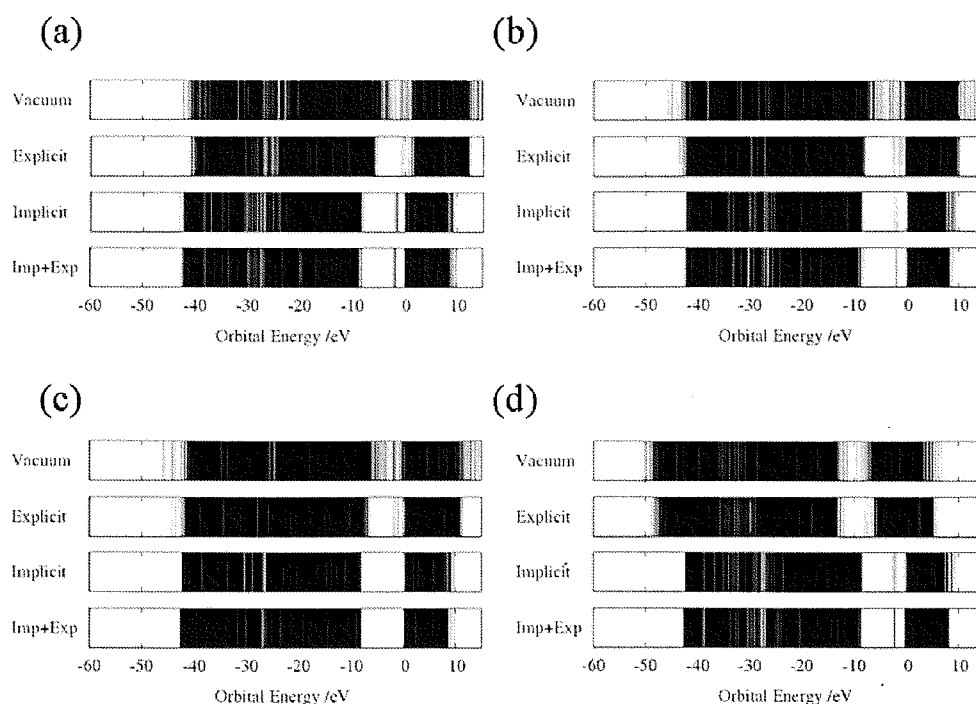 (a) (b)
Vacuum Vacuum
Explicit Explicit
Implicit Implicit
Imp+Exp Imp+Exp
-60 -50 -40 -30 -20 -10 0 10 -60 -50 -40 -30 -20 -10 0 10
Orbital Energy /eV Orbital Energy /eV
(c) (d)
Vacuum Vacuum
Explicit Explicit
Implicit Implicit
Imp+Exp Imp+Exp
-60 -50 -40 -30 -20 -10 0 10 -60 -50 -40 -30 -20 -10 0 10
Orbital Energy /eV Orbital Energy /eV